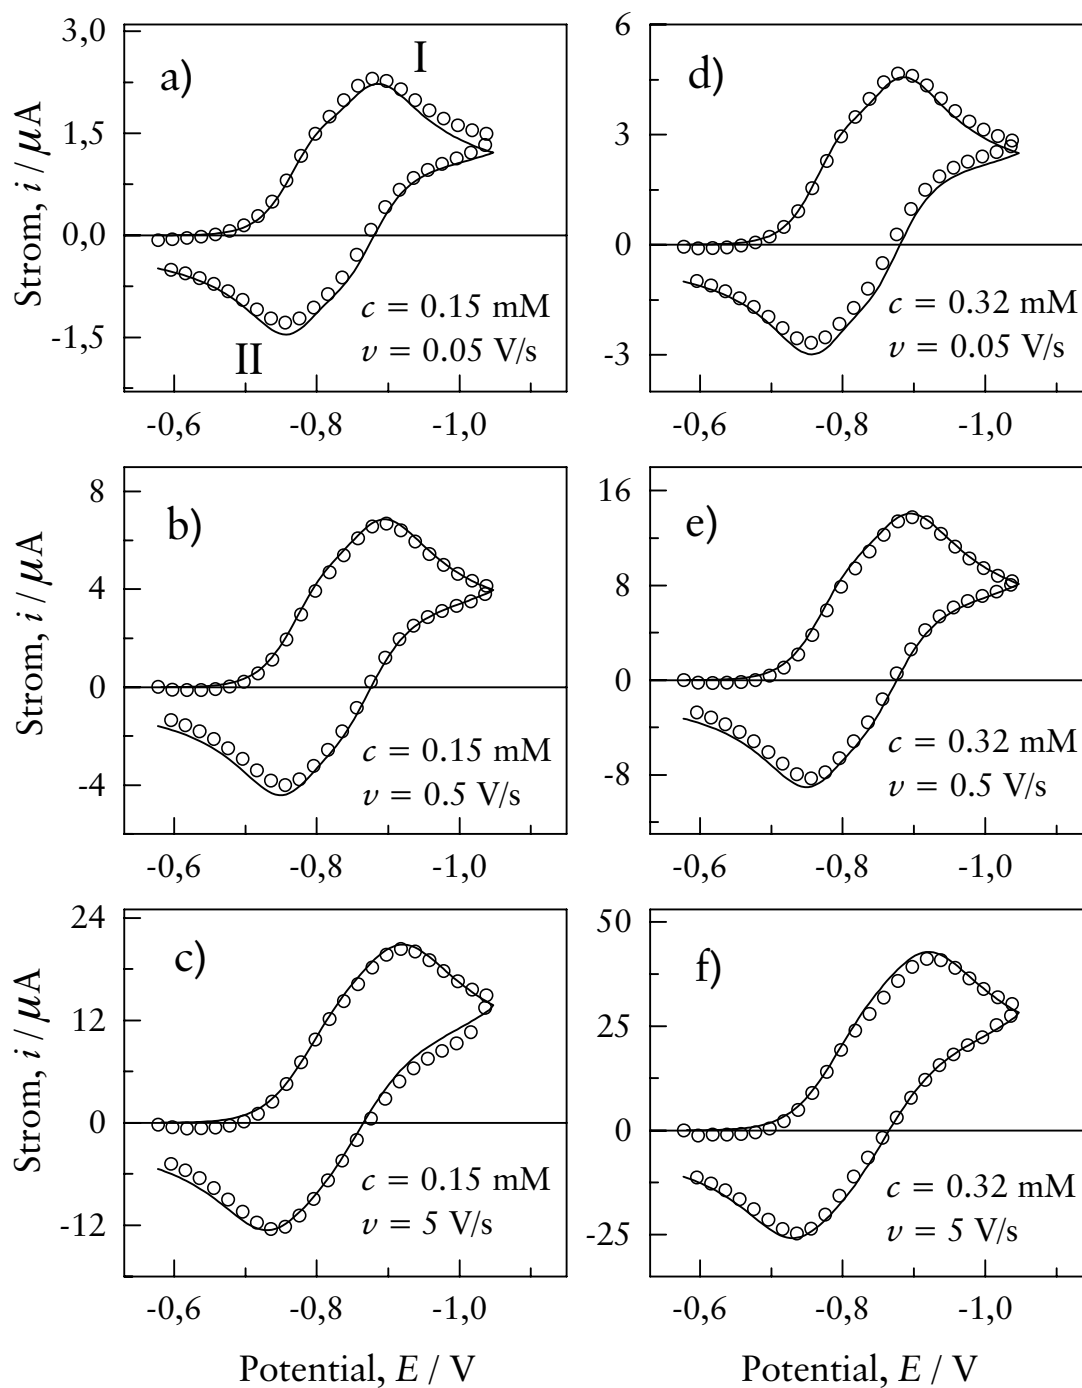 3,0
1,5
0,0
-1,5
Strom, i / µA
a)
I
II
c = 0.15 mM
v = 0.05 V/s
-0,6
-0,8
-1,0
6
3
0
-3
d)
c = 0.32 mM
v = 0.05 V/s
-0,6
-0,8
-1,0
8
4
0
-4
Strom, i / µA
b)
c = 0.15 mM
v = 0.5 V/s
-0,6
-0,8
-1,0
16
8
0
-8
e)
c = 0.32 mM
v = 0.5 V/s
-0,6
-0,8
-1,0
24
12
0
-12
Strom, i / µA
c)
c = 0.15 mM
v = 5 V/s
-0,6
-0,8
-1,0
Potential, E / V
50
25
0
-25
f)
c = 0.32 mM
v = 5 V/s
-0,6
-0,8
-1,0
Potential, E / V